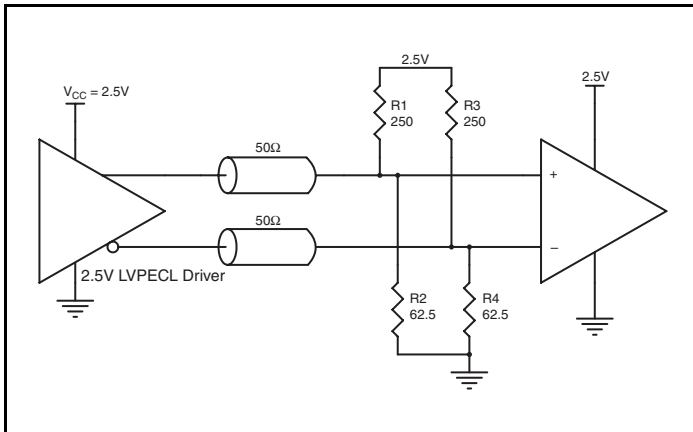 2.5V
2.5V
V_CC = 2.5V
R1
250
R3
250
50Ω
+
50Ω
–
2.5V LVPECL Driver
R2
62.5
R4
62.5